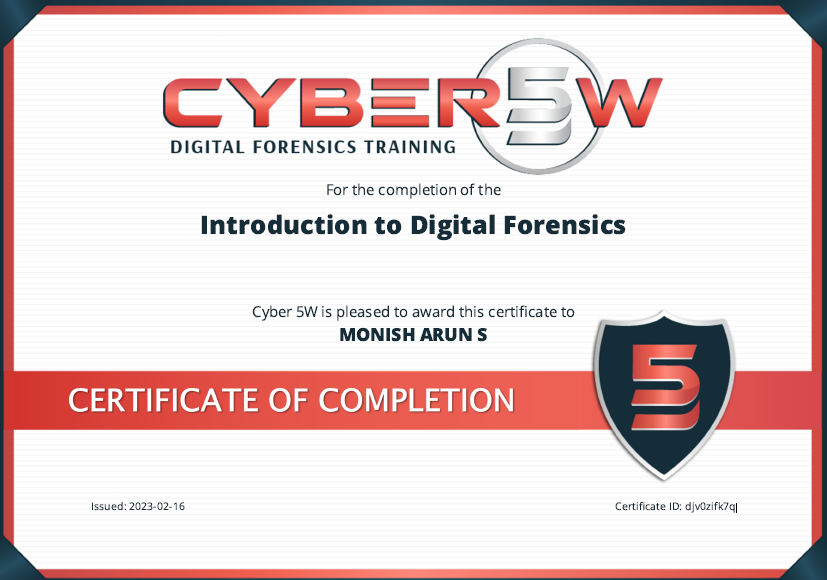 CYBER5W
DIGITAL FORENSICS TRAINING
For the completion of the
Introduction to Digital Forensics
Cyber 5W is pleased to award this certificate to
MONISH ARUN S
5
CERTIFICATE OF COMPLETION
Issued: 2023-02-16
Certificate ID: djv0zifk7q